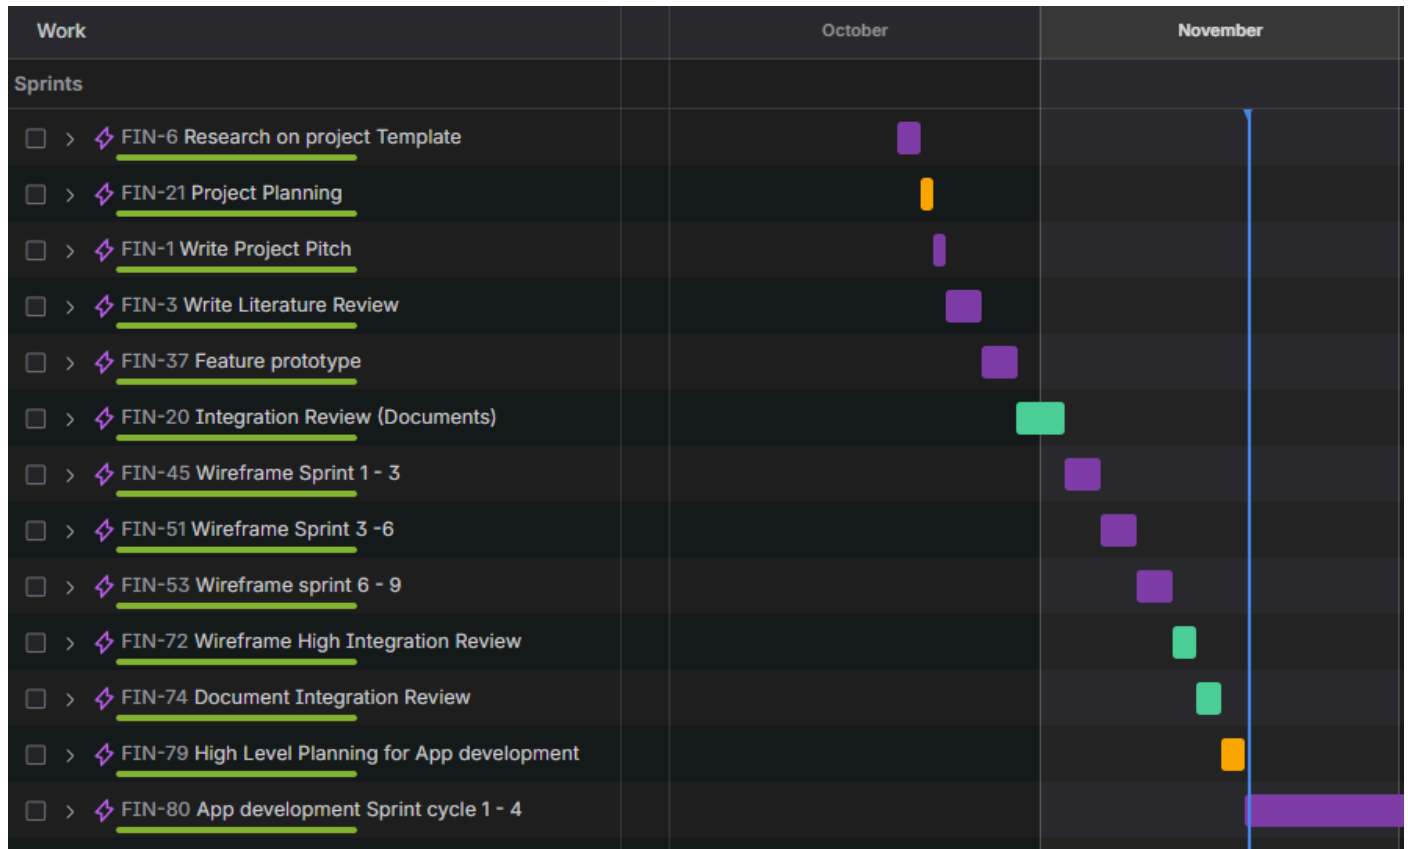 Work
October
November
Sprints
FIN-6 Research on project Template
FIN-21 Project Planning
FIN-1 Write Project Pitch
FIN-3 Write Literature Review
FIN-37 Feature prototype
FIN-20 Integration Review (Documents)
FIN-45 Wireframe Sprint 1 - 3
FIN-51 Wireframe Sprint 3 -6
FIN-53 Wireframe sprint 6 - 9
FIN-72 Wireframe High Integration Review
FIN-74 Document Integration Review
FIN-79 High Level Planning for App development
FIN-80 App development Sprint cycle 1 - 4